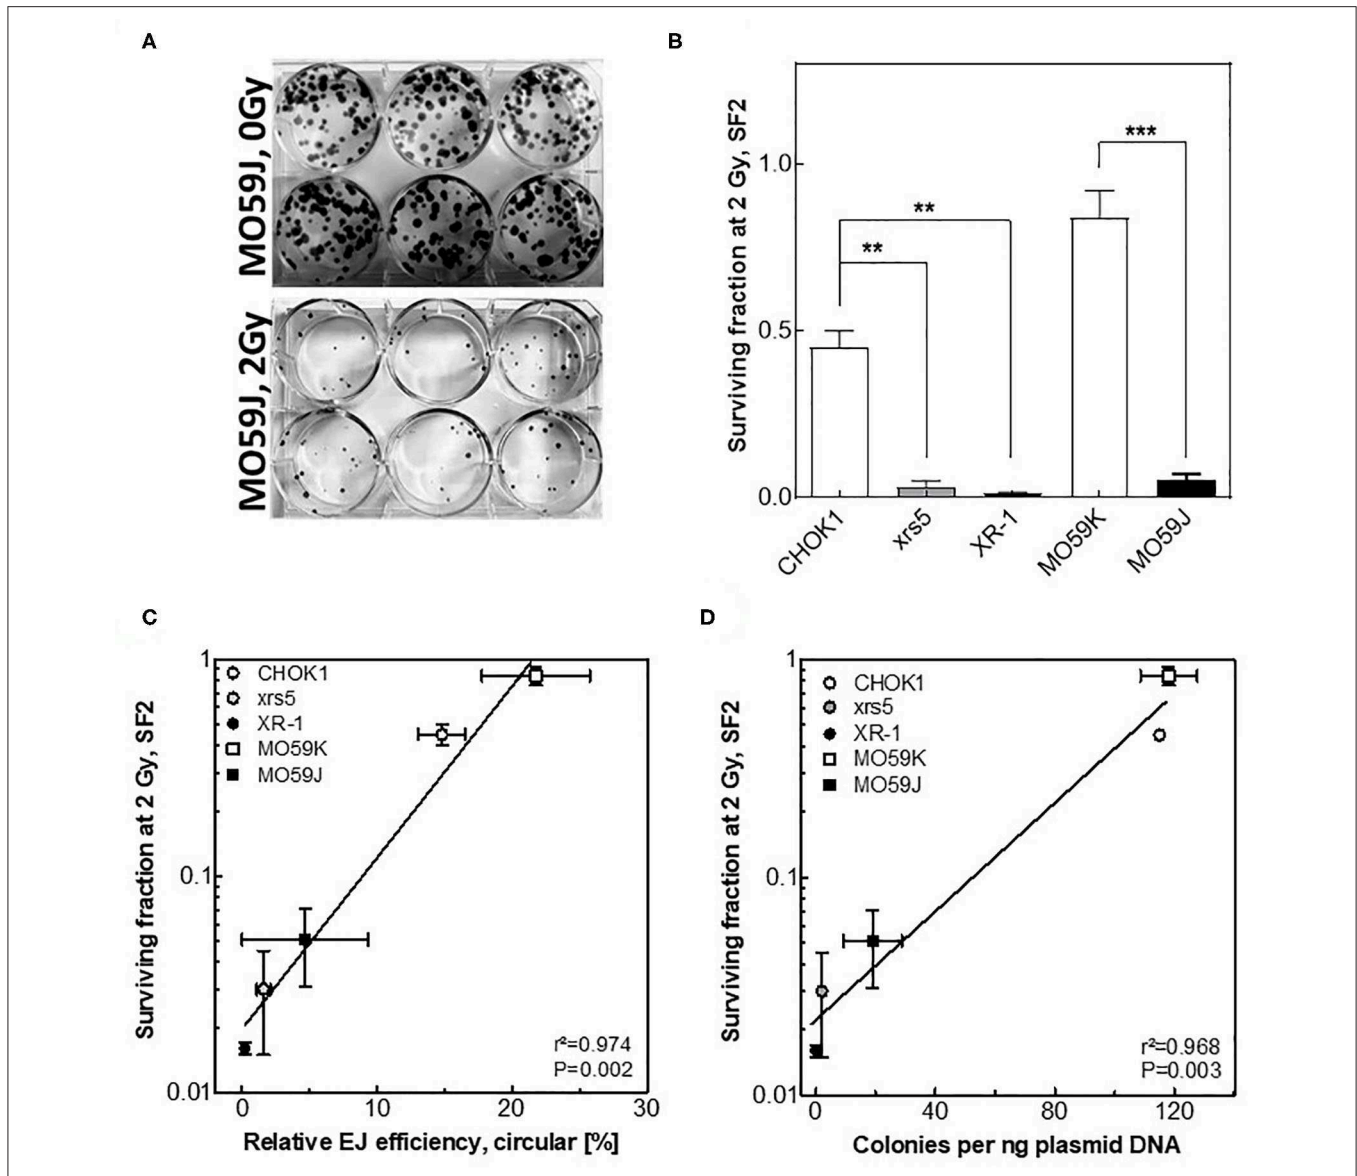 A
MO59J, 0Gy
MO59J, 2Gy
B
Surviving fraction at 2 Gy, SF2
1.0
0.5
0.0
**
**
***
CHOK1
xrs5
XR-1
MO59K
MO59J
C
Surviving fraction at 2 Gy, SF2
1
0.1
0.01
CHOK1
xrs5
XR-1
MO59K
MO59J
r²=0.974
P=0.002
0 10 20 30
Relative EJ efficiency, circular [%]
D
Surviving fraction at 2 Gy, SF2
1
0.1
0.01
CHOK1
xrs5
XR-1
MO59K
MO59J
r²=0.968
P=0.003
0 40 80 120
Colonies per ng plasmid DNA